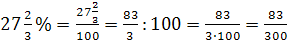 27 2/3 % = 27 2/3 / 100 = 83/3 : 100 = 83/(3·100) = 83/300